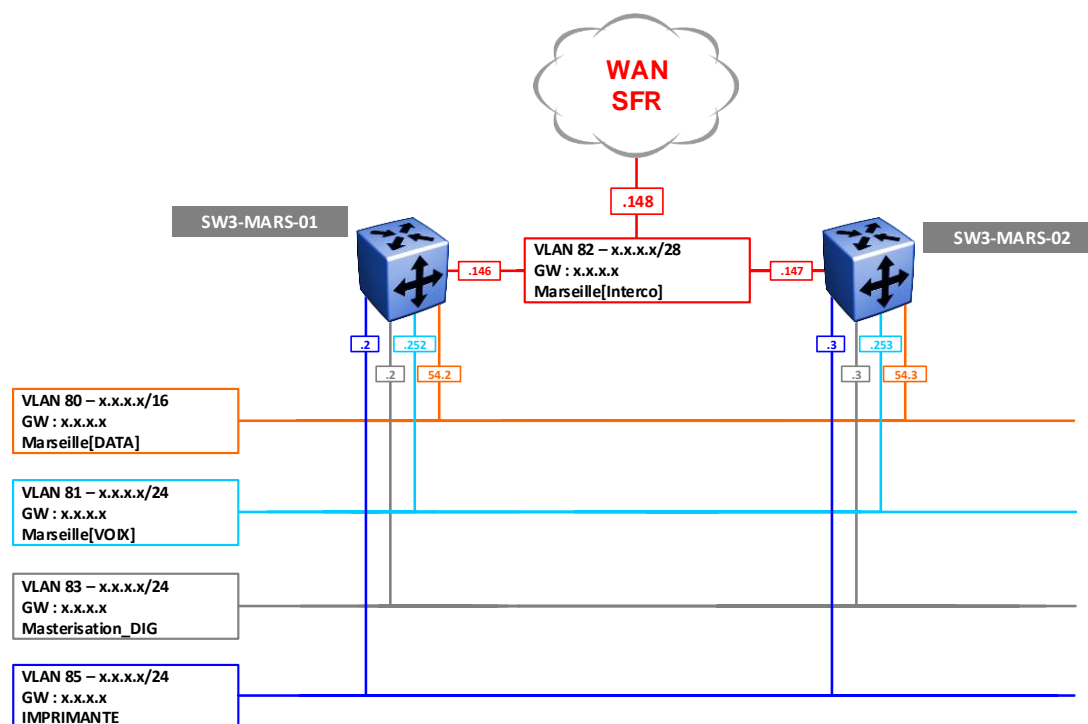 WAN
SFR
.148
SW3-MARS-01
SW3-MARS-02
VLAN 82 – x.x.x.x/28
GW : x.x.x.x
Marseille[Interco]
.146
.147
.2
.252
.3
.253
.2
54.2
.3
54.3
VLAN 80 – x.x.x.x/16
GW : x.x.x.x
Marseille[DATA]
VLAN 81 – x.x.x.x/24
GW : x.x.x.x
Marseille[VOIX]
VLAN 83 – x.x.x.x/24
GW : x.x.x.x
Masterisation_DIG
VLAN 85 – x.x.x.x/24
GW : x.x.x.x
IMPRIMANTE